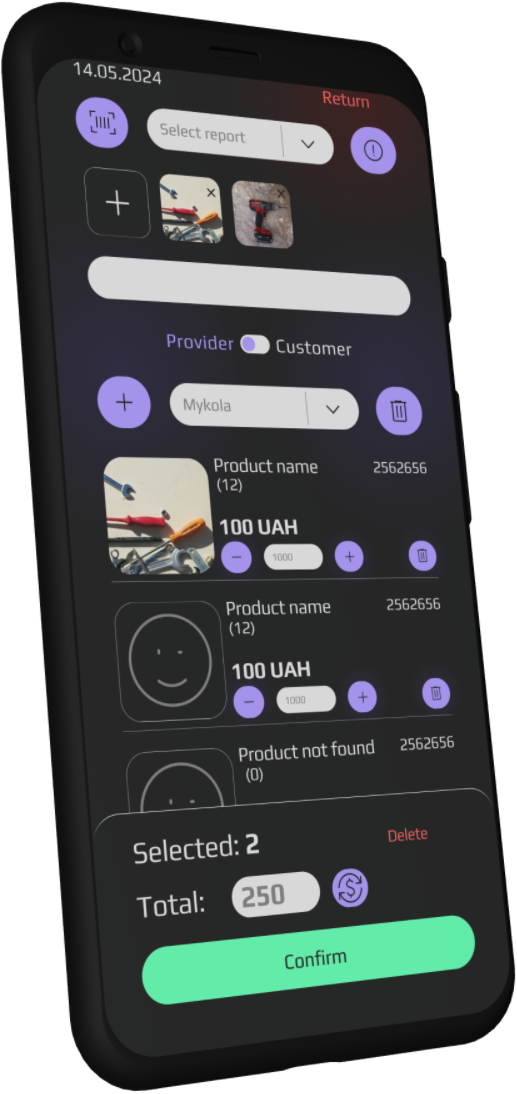 14.05.2024
Return
Select report
Provider Customer
Mykola
Product name 2562656
(12)
100 UAH
1000
Product name 2562656
(12)
100 UAH
1000
Product not found 2562656
(0)
Selected: 2 Delete
Total: 250
Confirm